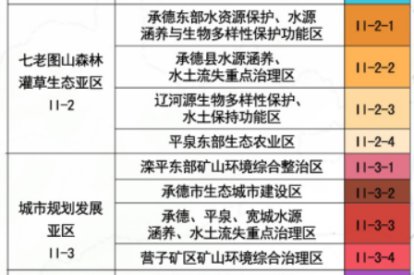 七老图山森林
灌草生态亚区
II-2
承德东部水资源保护、水源
涵养与生物多样性保护功能区
II-2-1
承德县水源涵养、
水土流失重点治理区
II-2-2
辽河源生物多样性保护、
水土保持功能区
II-2-3
平泉东部生态农业区
II-2-4
城市规划发展
亚区
II-3
滦平东部矿山环境综合整治区
II-3-1
承德市生态城市建设区
II-3-2
承德、平泉、宽城水源
涵养、水土流失重点治理区
II-3-3
营子矿区矿山环境综合治理区
II-3-4